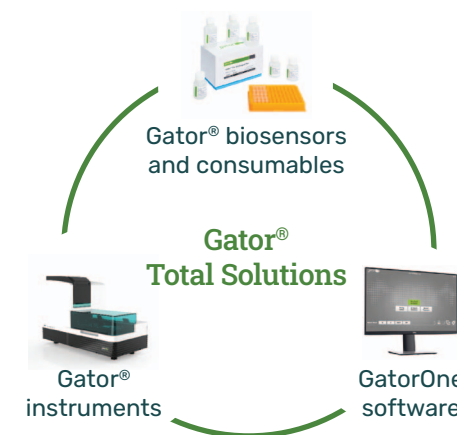 Gator® biosensors
and consumables
Gator®
Total Solutions
Gator®
instruments
GatorOne
software